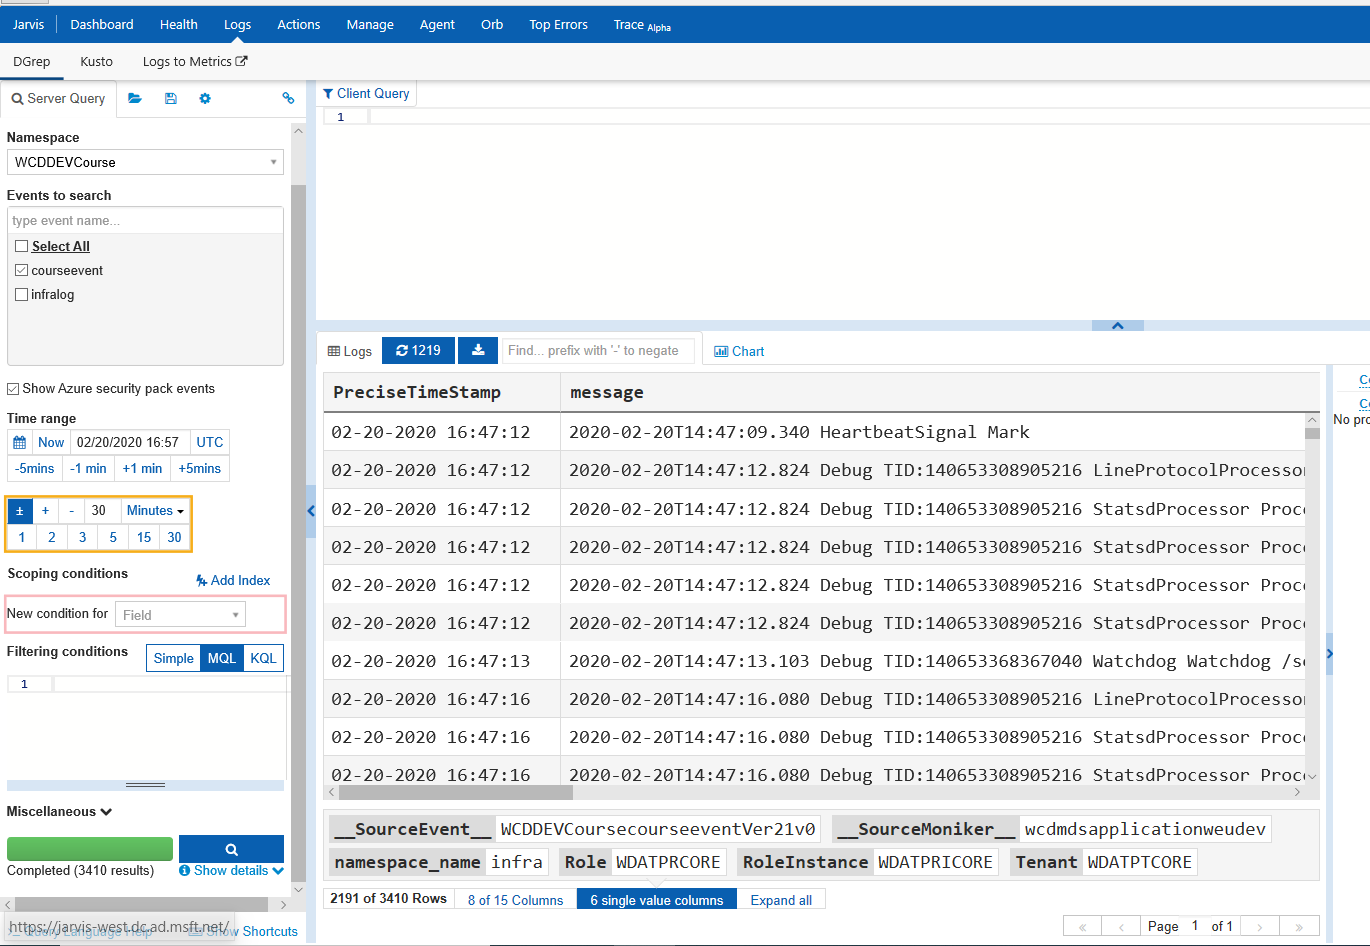 Jarvis Dashboard Health Logs Actions Manage Agent Orb Top Errors Trace Alpha
DGrep Kusto Logs to Metrics
Server Query
Namespace
WCDDEVCourse
Events to search
type event name...
Select All
courseevent
infralog
Show Azure security pack events
Time range
Now 02/20/2020 16:57 UTC
-5mins -1 min +1 min +5mins
± + - 30 Minutes
1 2 3 5 15 30
Scoping conditions
Add Index
New condition for Field
Filtering conditions Simple MQL KQL
1
Miscellaneous
Completed (3410 results) Show details
https://jarvis-west.dc.ad.msft.net/
Query Language Help Show Shortcuts
Client Query
1
Logs 1219 Find... prefix with '-' to negate Chart
PreciseTimeStamp message
02-20-2020 16:47:12 2020-02-20T14:47:09.340 HeartbeatSignal Mark
02-20-2020 16:47:12 2020-02-20T14:47:12.824 Debug TID:140653308905216 LineProtocolProcessor
02-20-2020 16:47:12 2020-02-20T14:47:12.824 Debug TID:140653308905216 StatsdProcessor Proc
02-20-2020 16:47:12 2020-02-20T14:47:12.824 Debug TID:140653308905216 StatsdProcessor Proc
02-20-2020 16:47:12 2020-02-20T14:47:12.824 Debug TID:140653308905216 StatsdProcessor Proc
02-20-2020 16:47:12 2020-02-20T14:47:12.824 Debug TID:140653308905216 StatsdProcessor Proc
02-20-2020 16:47:13 2020-02-20T14:47:13.103 Debug TID:140653368367040 Watchdog Watchdog /s
02-20-2020 16:47:16 2020-02-20T14:47:16.080 Debug TID:140653308905216 LineProtocolProcessor
02-20-2020 16:47:16 2020-02-20T14:47:16.080 Debug TID:140653308905216 StatsdProcessor Proc
02-20-2020 16:47:16 2020-02-20T14:47:16.080 Debug TID:140653308905216 StatsdProcessor Proc
__SourceEvent__ WCDDEVCoursecourseeventVer21v0 __SourceMoniker__ wcdmdsapplicationweudev
namespace_name infra Role WDATPRCORE RoleInstance WDATPRICORE Tenant WDATPTCORE
2191 of 3410 Rows 8 of 15 Columns 6 single value columns Expand all
« ‹ Page 1 of 1 › »
No pro